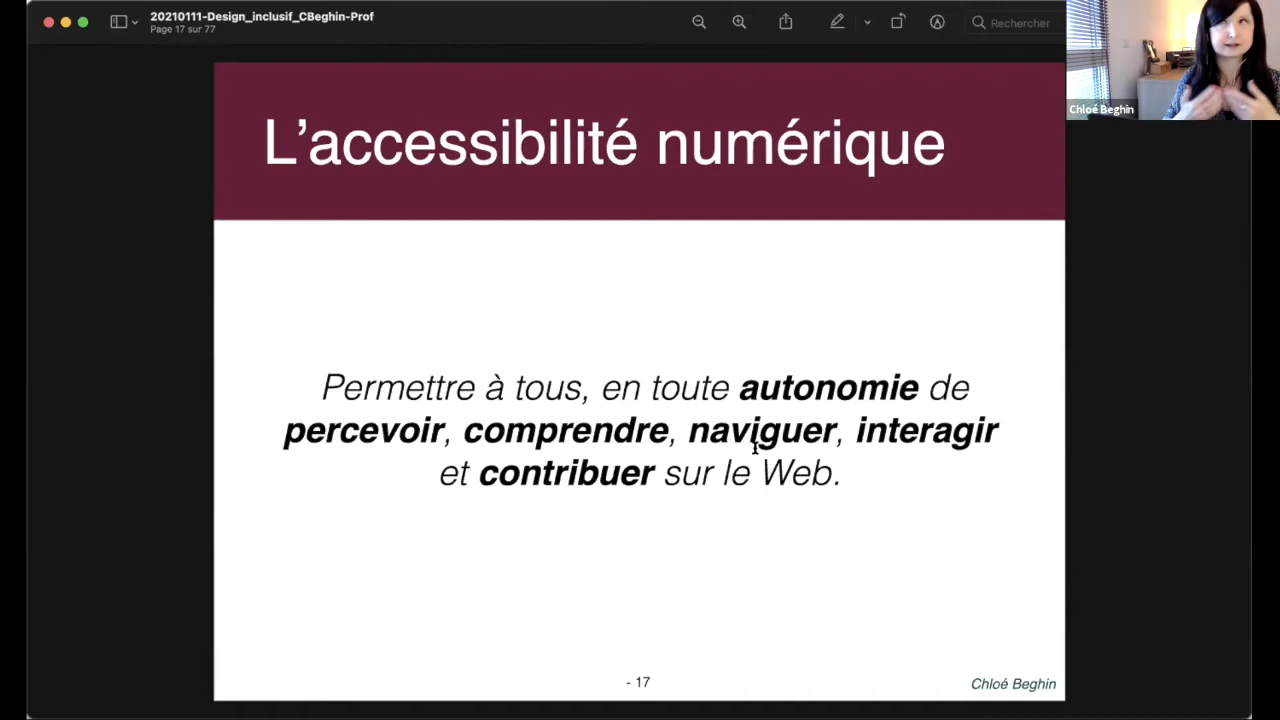 20210111-Design_inclusif_CBeghin-Prof
Page 17 sur 77
Rechercher
Chloé Beghin
L’accessibilité numérique
Permettre à tous, en toute autonomie de
percevoir, comprendre, naviguer, interagir
et contribuer sur le Web.
- 17
Chloé Beghin